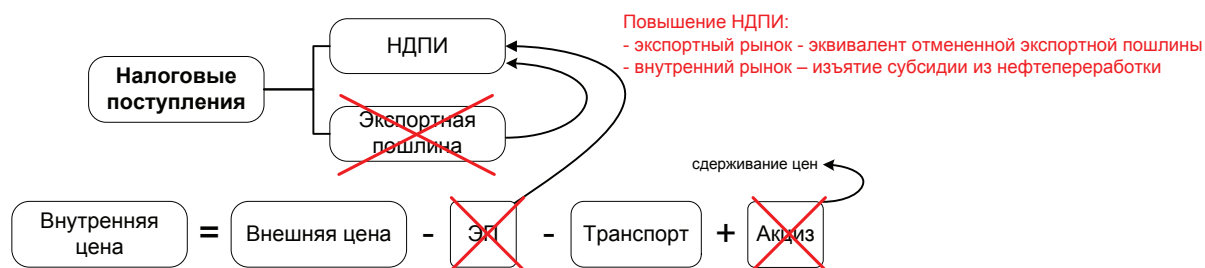 Повышение НДПИ:
- экспортный рынок - эквивалент отмененной экспортной пошлины
- внутренний рынок – изъятие субсидии из нефтепереработки
НДПИ
Налоговые
поступления
Экспортная
пошлина
сдерживание цен
Внутренняя
цена
=
Внешняя цена
-
ЭП
-
Транспорт
+
Акциз